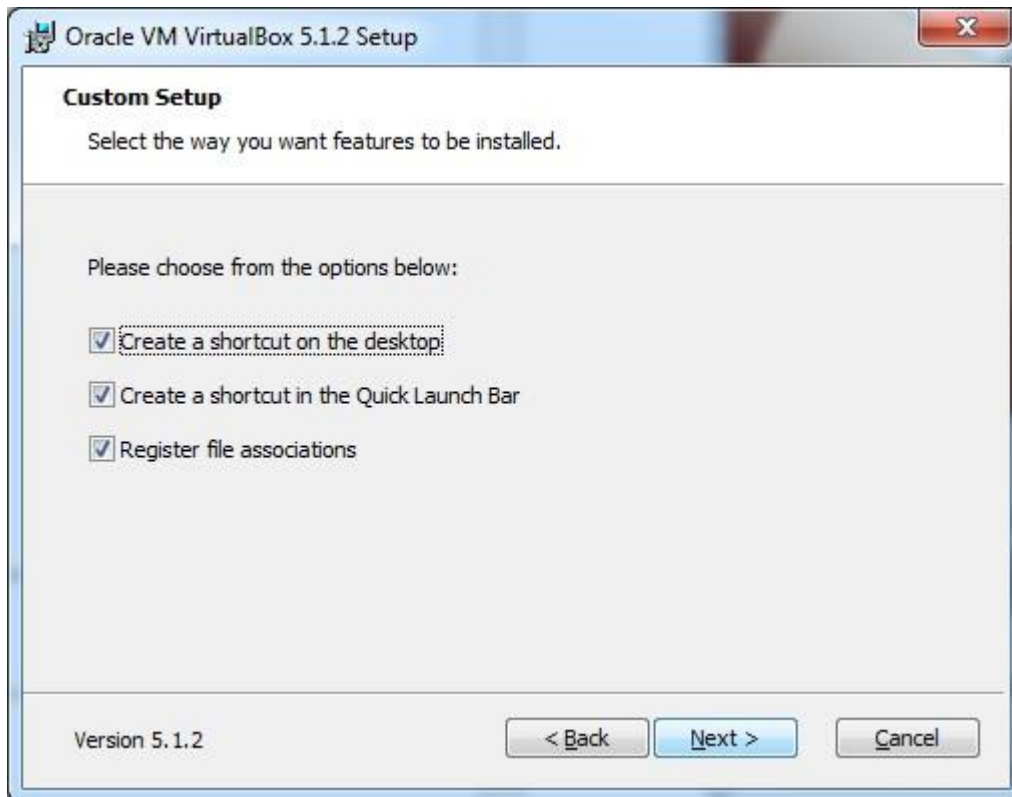 Oracle VM VirtualBox 5.1.2 Setup
Custom Setup
Select the way you want features to be installed.
Please choose from the options below:
Create a shortcut on the desktop
Create a shortcut in the Quick Launch Bar
Register file associations
Version 5.1.2
< Back
Next >
Cancel